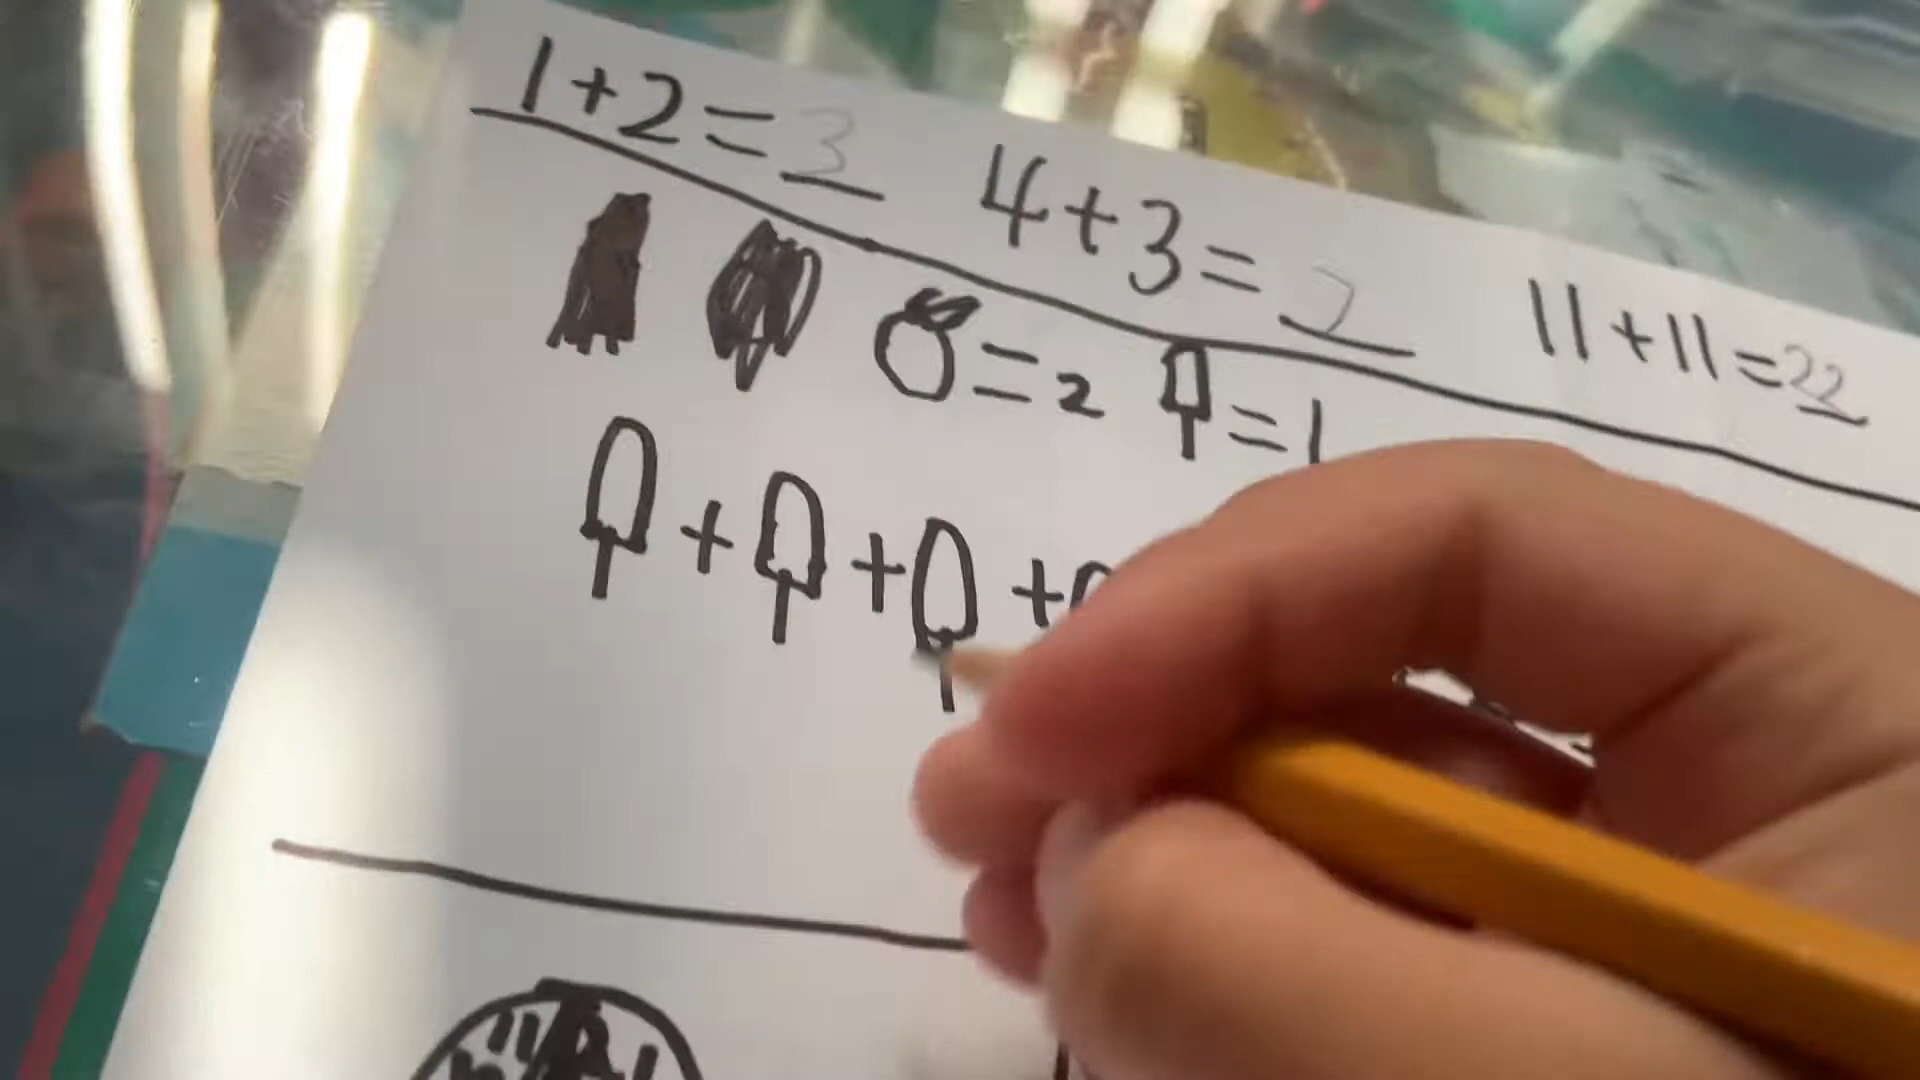 1+2=3 4+3=7 11+11=22
=2 =1
+ + +